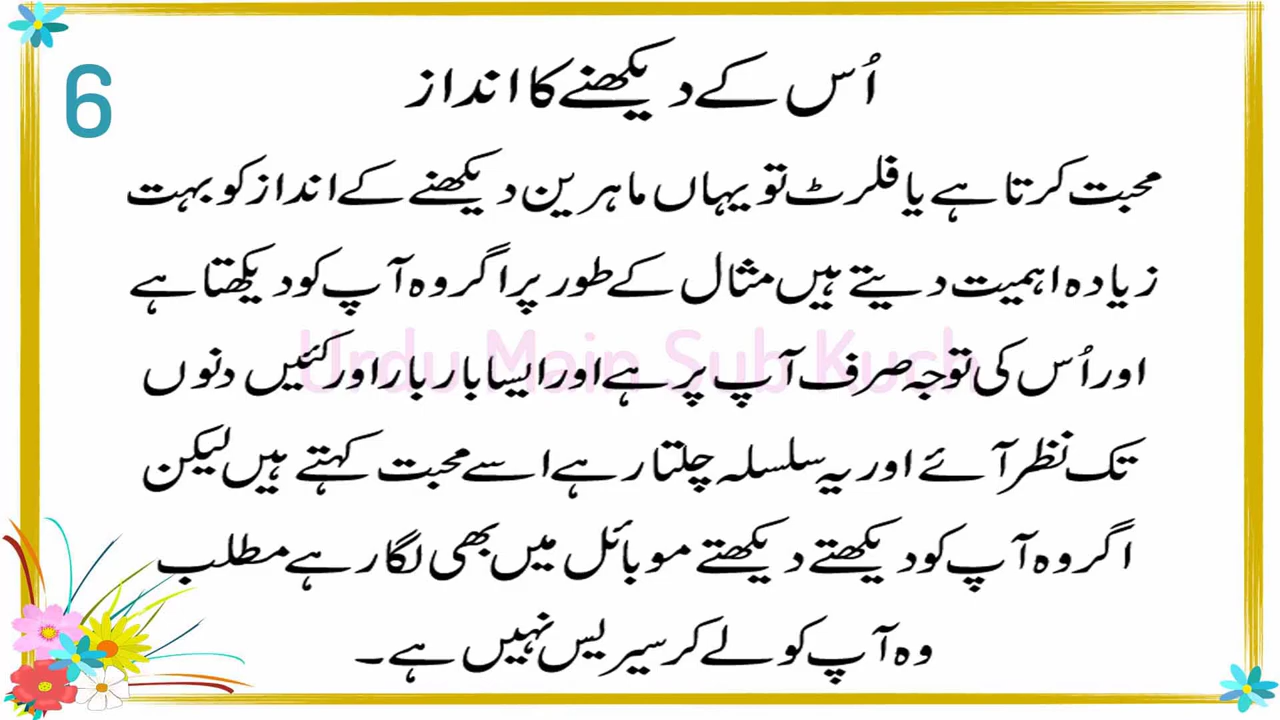 6
اُس کے دیکھنے کا انداز
محبت کرتا ہے یا فلرٹ تو یہاں ماہرین دیکھنے کے انداز کو بہت
زیادہ اہمیت دیتے ہیں مثال کے طور پر اگر وہ آپ کو دیکھتا ہے
اور اُس کی توجہ صرف آپ پر ہے اور ایسا بار بار اور کئیں دنوں
تک نظر آئے اور یہ سلسلہ چلتا رہے اسے محبت کہتے ہیں لیکن
اگر وہ آپ کو دیکھتے دیکھتے موبائل میں بھی لگا رہے مطلب
وہ آپ کو لے کر سیریس نہیں ہے۔
Urdu Main Sub Kuch